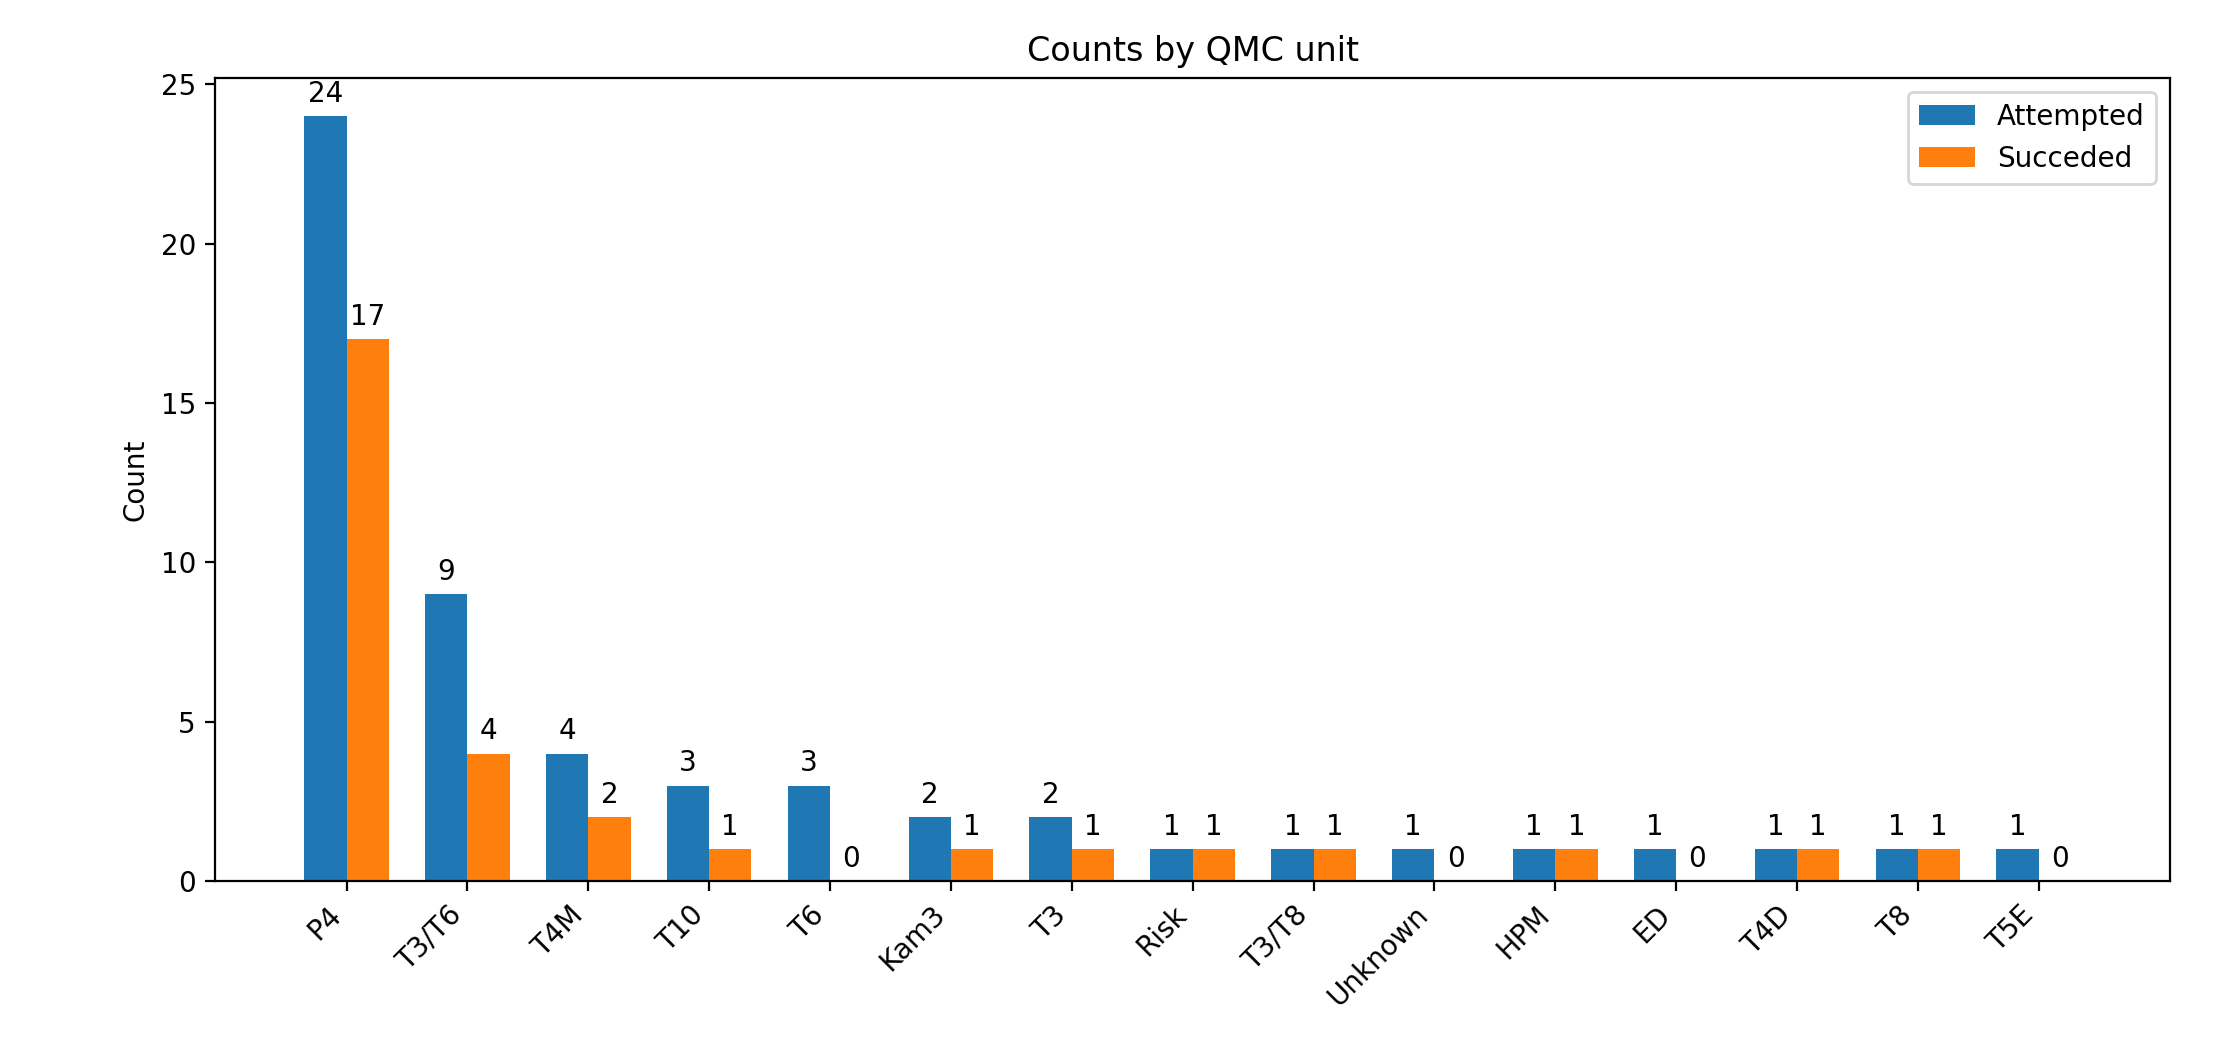 Counts by QMC unit
25
20
15
10
5
0
Count
Attempted
Succeded
24
17
9
4
4
2
3
1
3
0
2
1
2
1
1
1
1
1
1
0
1
1
1
0
1
1
1
1
1
0
P4
T3/T6
T4M
T10
T6
Kam3
T3
Risk
T3/T8
Unknown
HPM
ED
T4D
T8
T5E